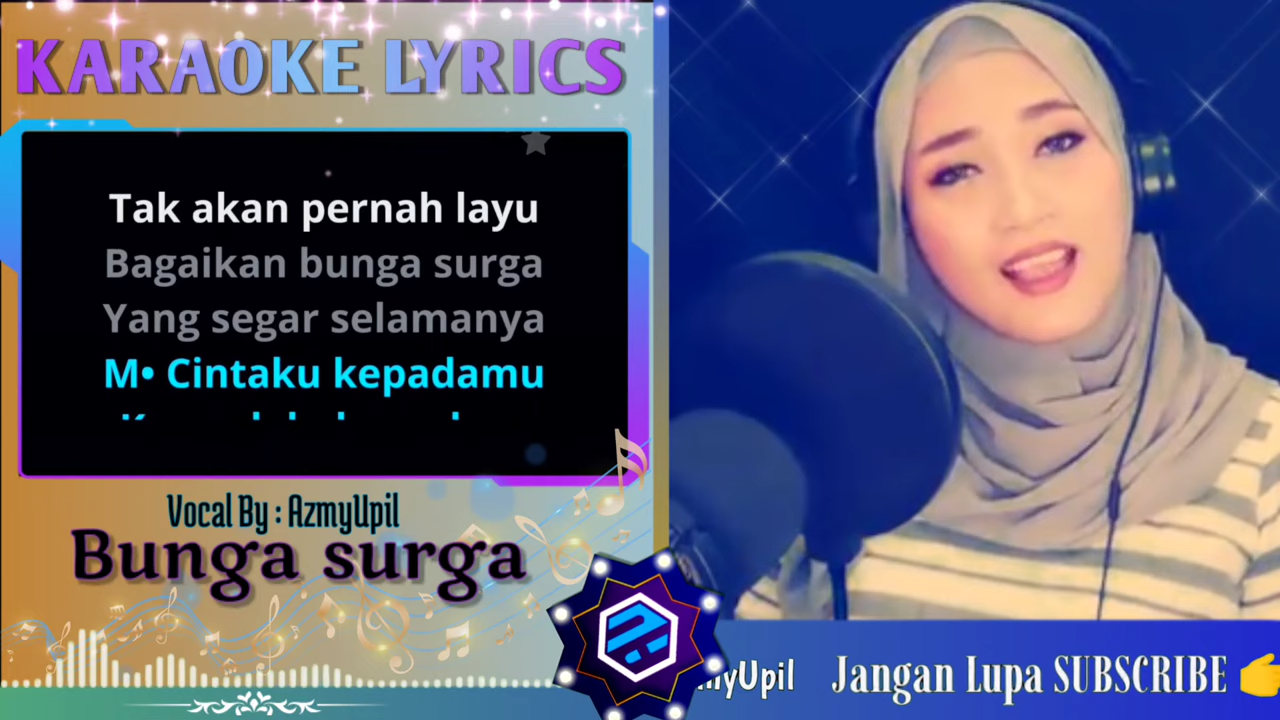 KARAOKE LYRICS
Tak akan pernah layu
Bagaikan bunga surga
Yang segar selamanya
M• Cintaku kepadamu
Vocal By : AzmyUpil
Bunga surga
myUpil
Jangan Lupa SUBSCRIBE